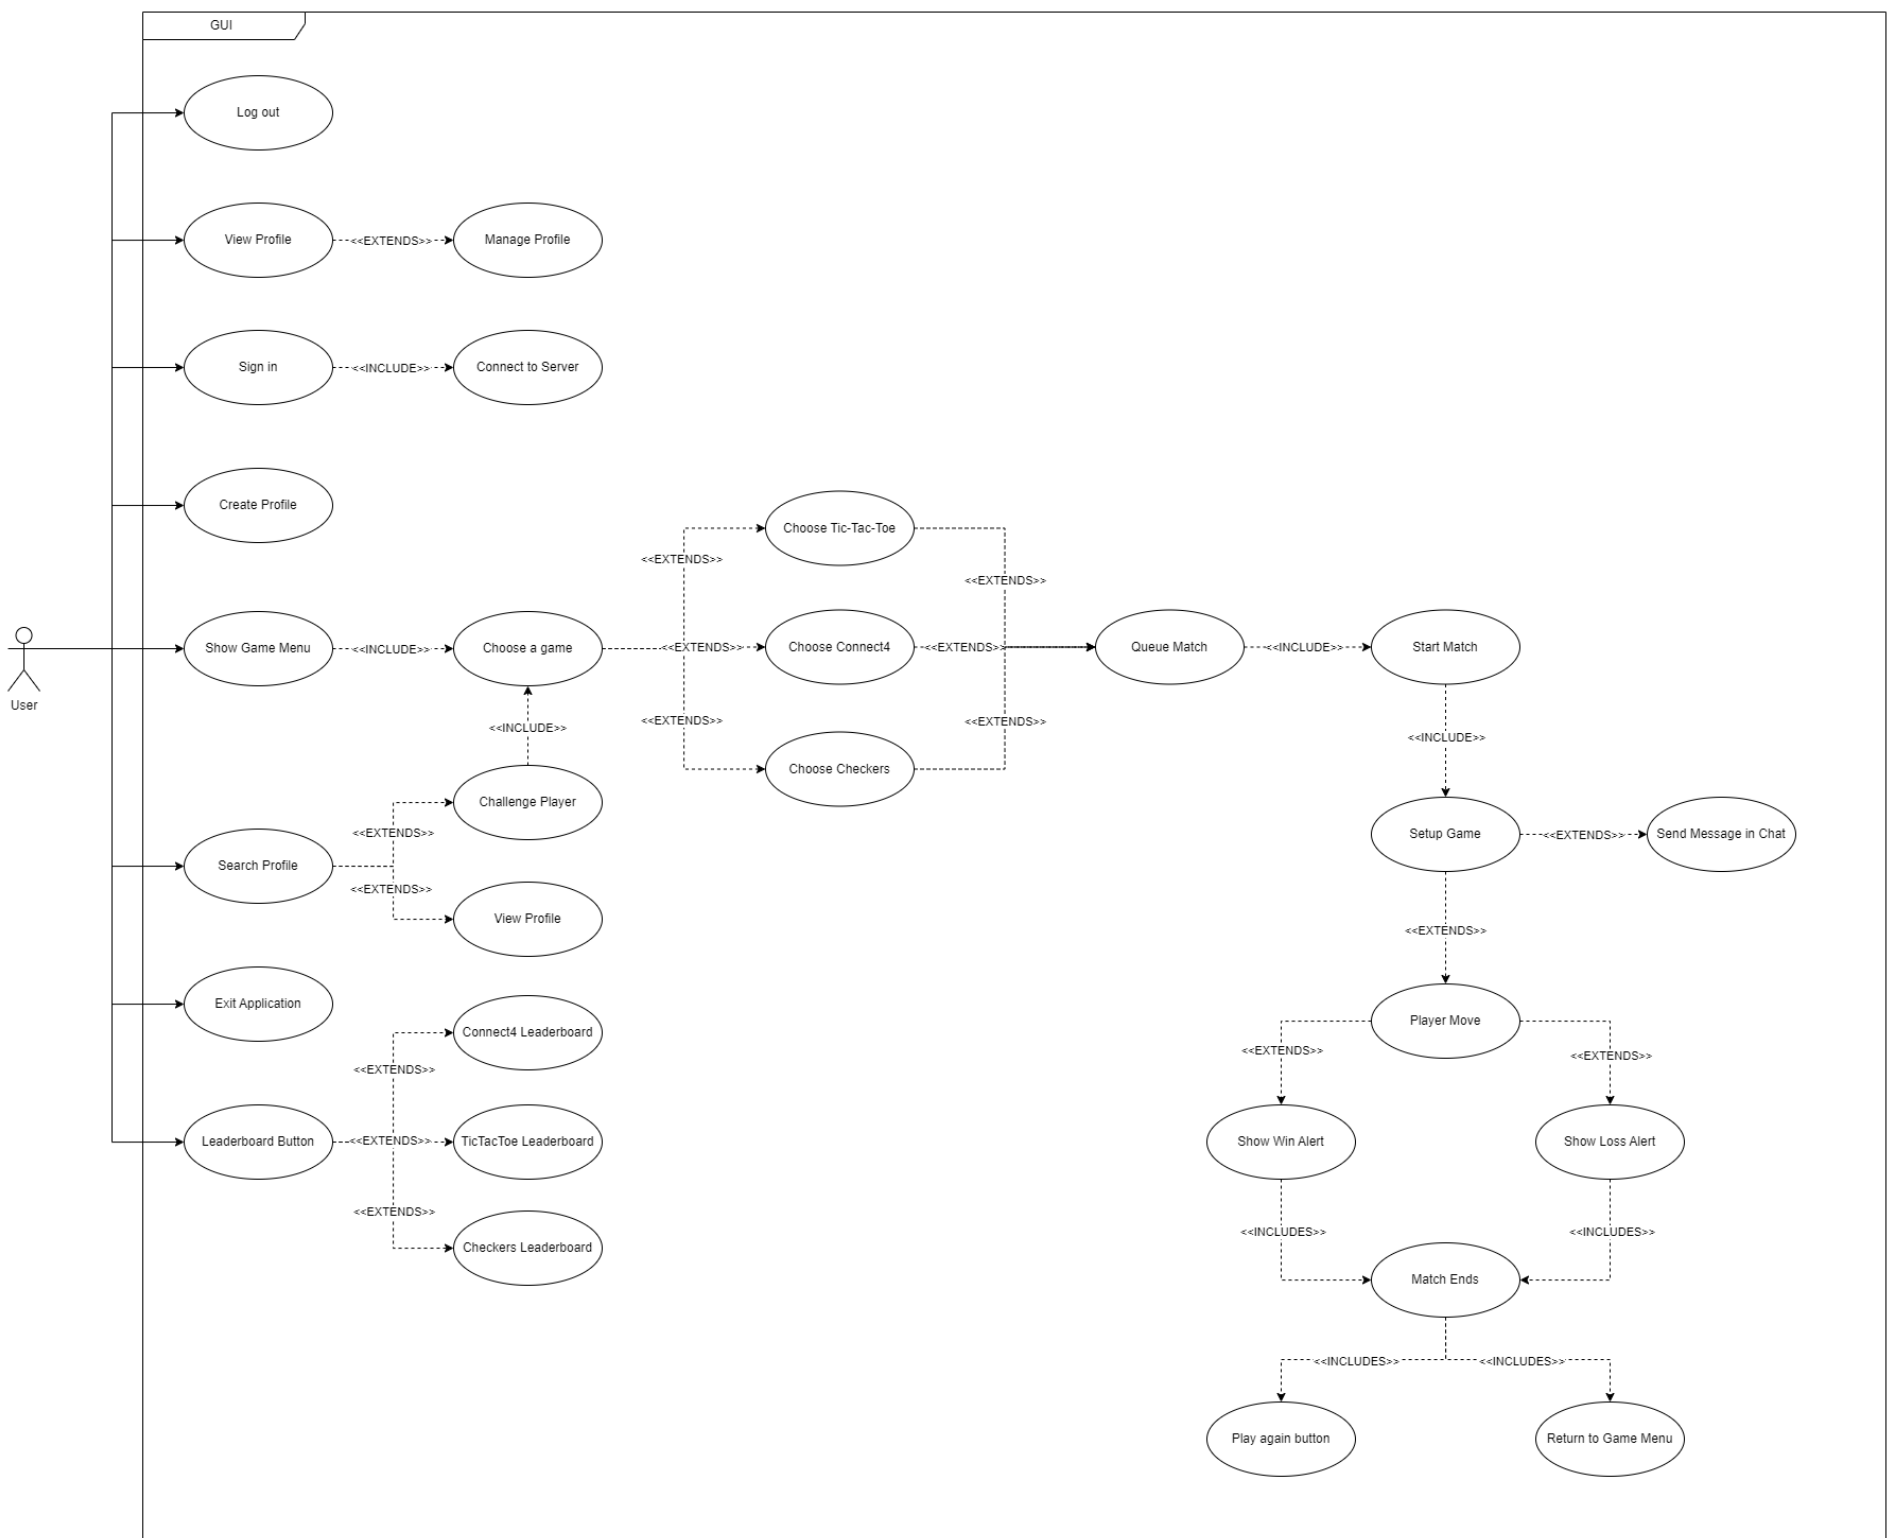 GUI
Log out
View Profile
<<EXTENDS>>
Manage Profile
Sign in
<<INCLUDE>>
Connect to Server
Create Profile
User
Show Game Menu
<<INCLUDE>>
Choose a game
<<EXTENDS>>
<<EXTENDS>>
<<EXTENDS>>
Choose Tic-Tac-Toe
Choose Connect4
Choose Checkers
<<EXTENDS>>
<<EXTENDS>>
<<EXTENDS>>
Queue Match
<<INCLUDE>>
Start Match
<<INCLUDE>>
<<INCLUDE>>
Challenge Player
Search Profile
<<EXTENDS>>
<<EXTENDS>>
View Profile
Setup Game
<<EXTENDS>>
Send Message in Chat
<<EXTENDS>>
Exit Application
Player Move
<<EXTENDS>>
<<EXTENDS>>
Connect4 Leaderboard
<<EXTENDS>>
Leaderboard Button
<<EXTENDS>>
TicTacToe Leaderboard
<<EXTENDS>>
Checkers Leaderboard
Show Win Alert
Show Loss Alert
<<INCLUDES>>
<<INCLUDES>>
Match Ends
<<INCLUDES>>
<<INCLUDES>>
Play again button
Return to Game Menu